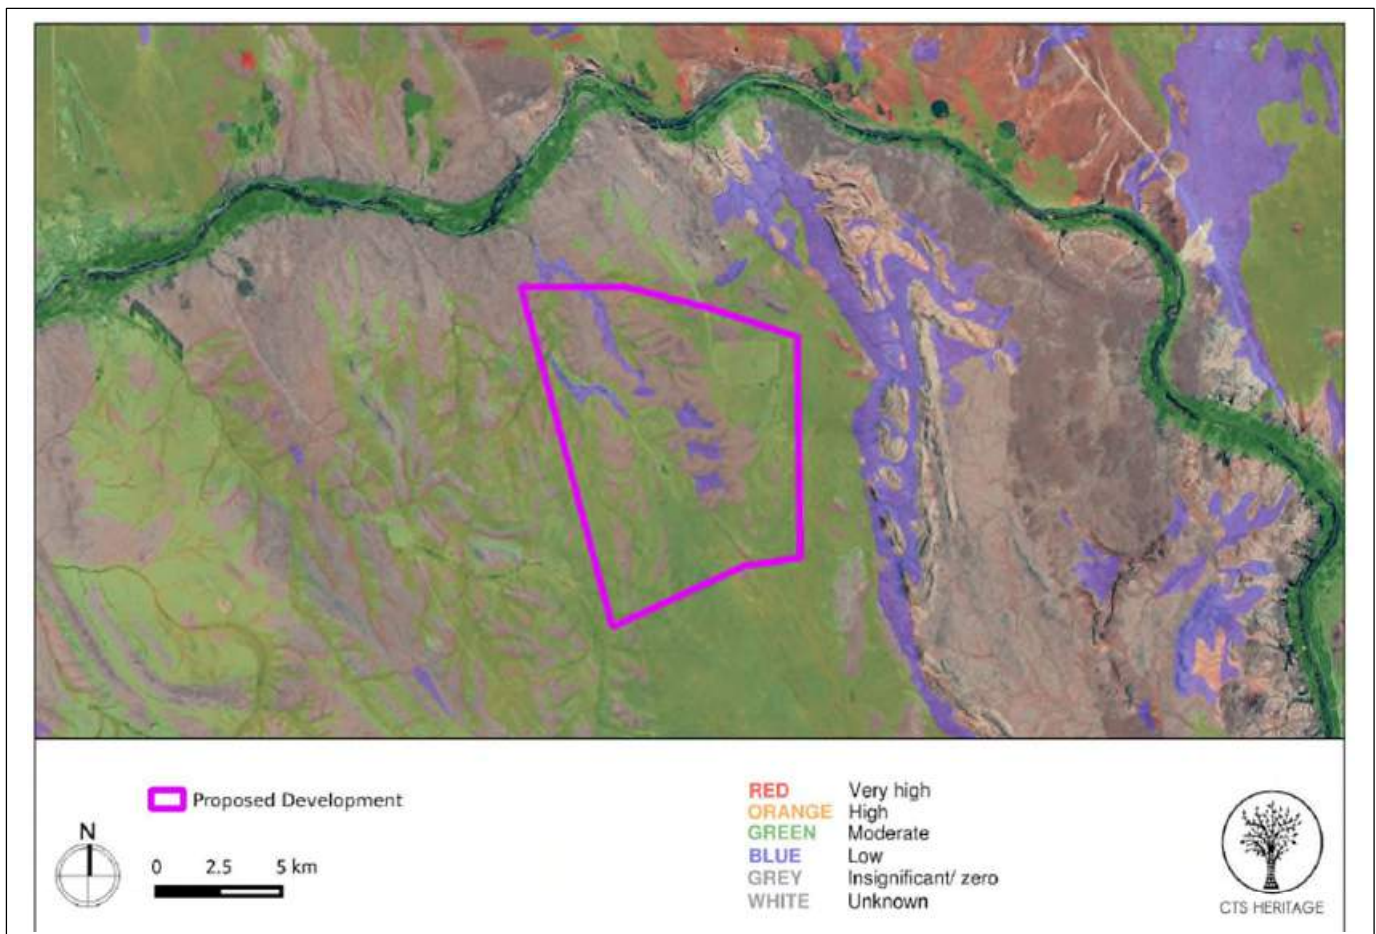 Proposed Development
N
0 2.5 5 km
RED Very high
ORANGE High
GREEN Moderate
BLUE Low
GREY Insignificant/ zero
WHITE Unknown
CTS HERITAGE